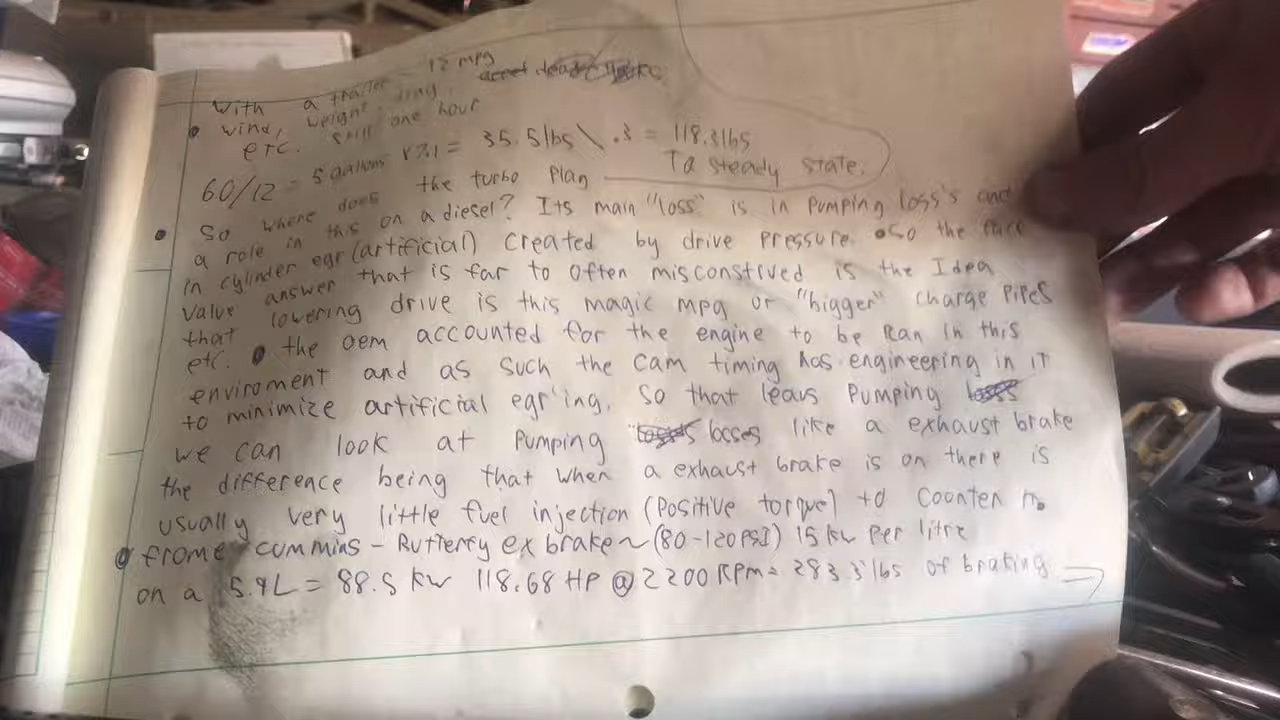 With a trailer - 12 mpg
• wind, weight, drag,
etc. still one hour
60/12 = 5 gallons x 7.1 = 35.5 lbs \ .3 = 118.3 lbs
To steady state.
• So where does the turbo play
a role in this on a diesel? Its main "loss" is in pumping loss's and
in cylinder egr (artificial) created by drive pressure. • So the face
value answer that is far to often misconstrued is the Idea
that lowering drive is this magic mpg or "bigger" charge pipes
etc. • the oem accounted for the engine to be Ran in this
enviroment and as such the cam timing has engineering in it
to minimize artificial egr'ing. So that leavs Pumping
we can look at Pumping losses like a exhaust brake
the difference being that when a exhaust brake is on there is
usually very little fuel injection (positive torque) to counter
• frome cummins - Butterfly ex brake ~ (80-120 PSI) 15 kw per litre
on a 5.9L = 88.5 kw 118.68 HP @ 2200 RPM = 283.3 lbs of braking →